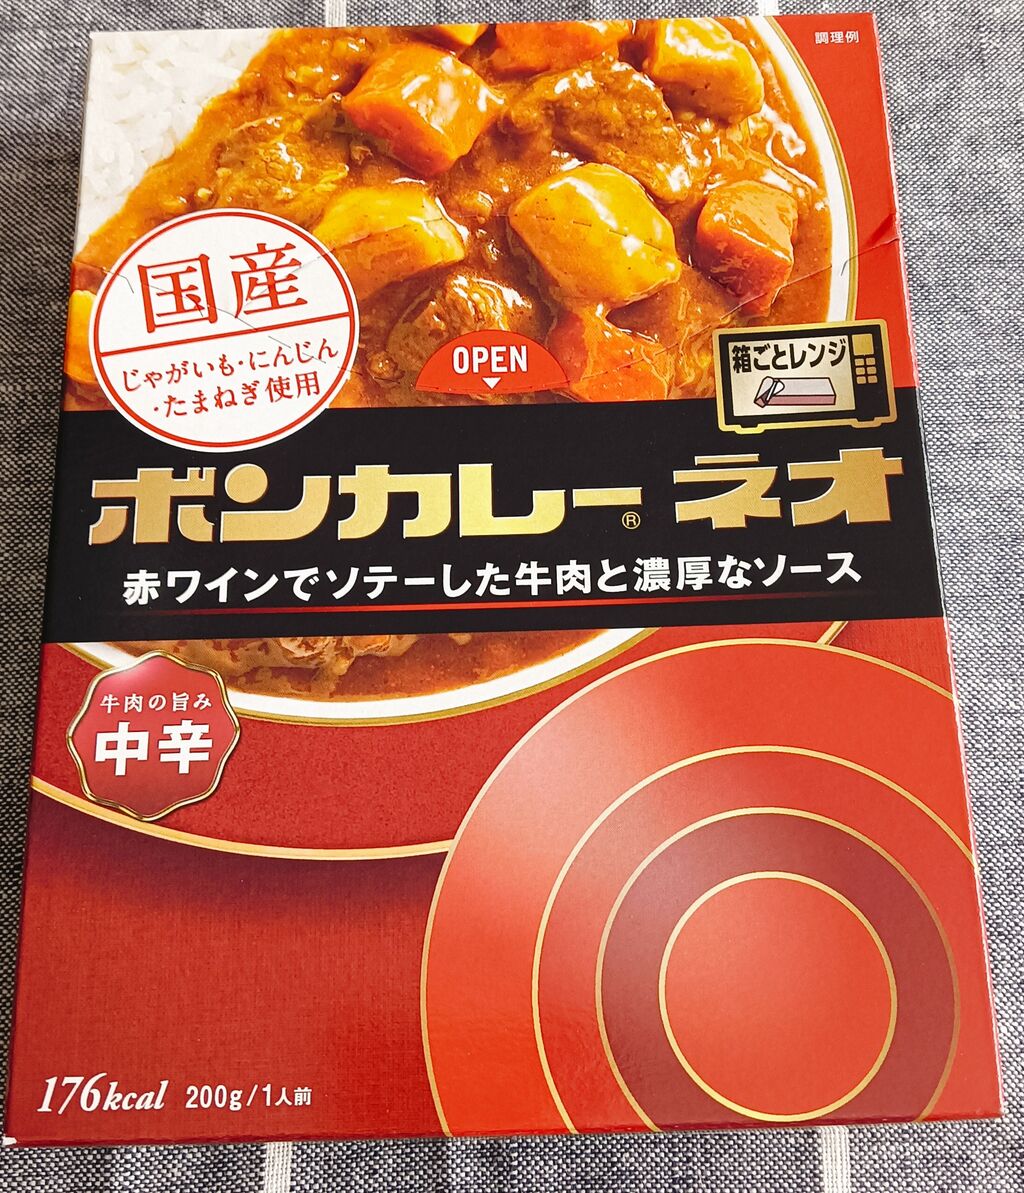 調理例
国産
じゃがいも・にんじん
・たまねぎ使用
OPEN
箱ごとレンジ
ボンカレー® ネオ
赤ワインでソテーした牛肉と濃厚なソース
牛肉の旨み
中辛
176kcal 200g/1人前